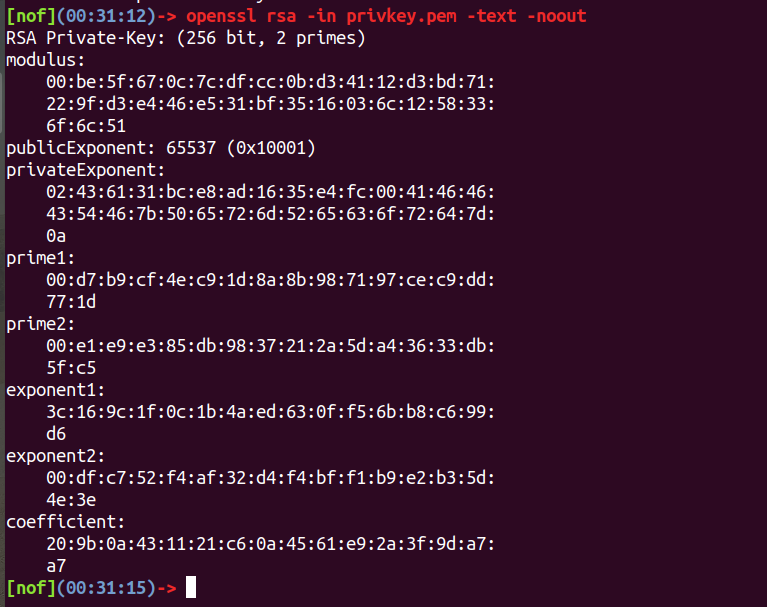 [nof](00:31:12)-> openssl rsa -in privkey.pem -text -noout
RSA Private-Key: (256 bit, 2 primes)
modulus:
    00:be:5f:67:0c:7c:df:cc:0b:d3:41:12:d3:bd:71:
    22:9f:d3:e4:46:e5:31:bf:35:16:03:6c:12:58:33:
    6f:6c:51
publicExponent: 65537 (0x10001)
privateExponent:
    02:43:61:31:bc:e8:ad:16:35:e4:fc:00:41:46:46:
    43:54:46:7b:50:65:72:6d:52:65:63:6f:72:64:7d:
    0a
prime1:
    00:d7:b9:cf:4e:c9:1d:8a:8b:98:71:97:ce:c9:dd:
    77:1d
prime2:
    00:e1:e9:e3:85:db:98:37:21:2a:5d:a4:36:33:db:
    5f:c5
exponent1:
    3c:16:9c:1f:0c:1b:4a:ed:63:0f:f5:6b:b8:c6:99:
    d6
exponent2:
    00:df:c7:52:f4:af:32:d4:f4:bf:f1:b9:e2:b3:5d:
    4e:3e
coefficient:
    20:9b:0a:43:11:21:c6:0a:45:61:e9:2a:3f:9d:a7:
    a7
[nof](00:31:15)->